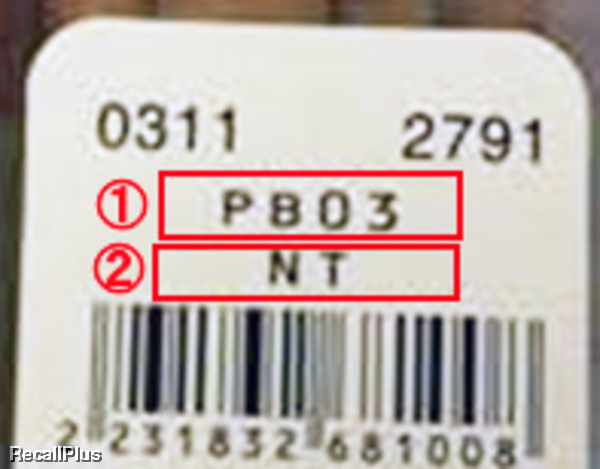 0311 2791
① PB03
② NT
2 231832 681008
RecallPlus